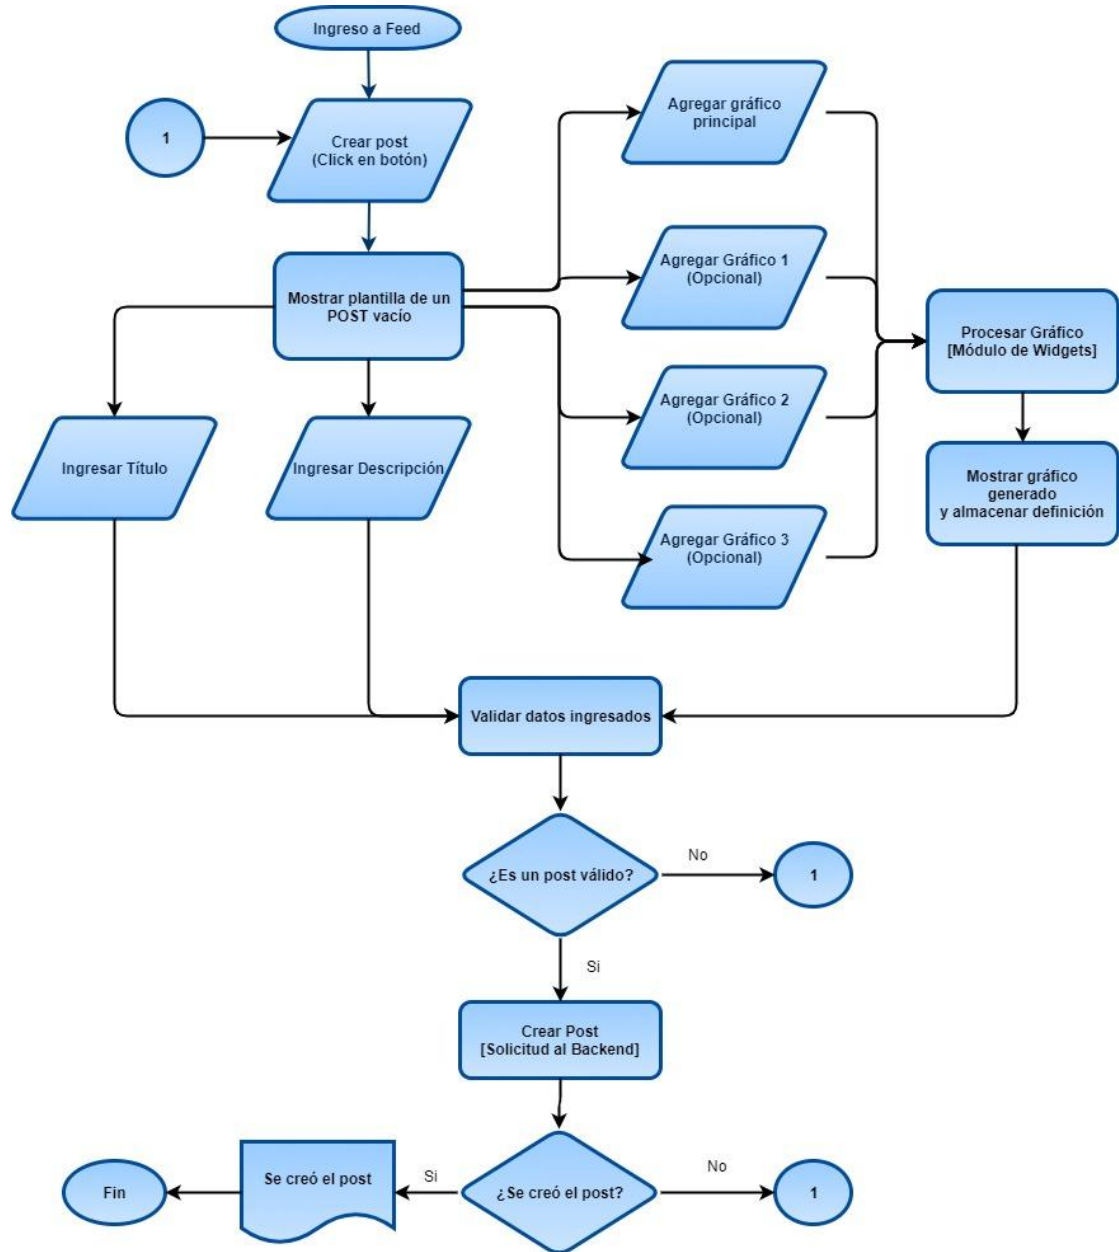 Ingreso a Feed
1
Crear post
(Click en botón)
Agregar gráfico
principal
Mostrar plantilla de un
POST vacío
Agregar Gráfico 1
(Opcional)
Procesar Gráfico
[Módulo de Widgets]
Agregar Gráfico 2
(Opcional)
Ingresar Título
Ingresar Descripción
Mostrar gráfico
generado
y almacenar definición
Agregar Gráfico 3
(Opcional)
Validar datos ingresados
¿Es un post válido?
No
1
Si
Crear Post
[Solicitud al Backend]
¿Se creó el post?
No
1
Si
Se creó el post
Fin